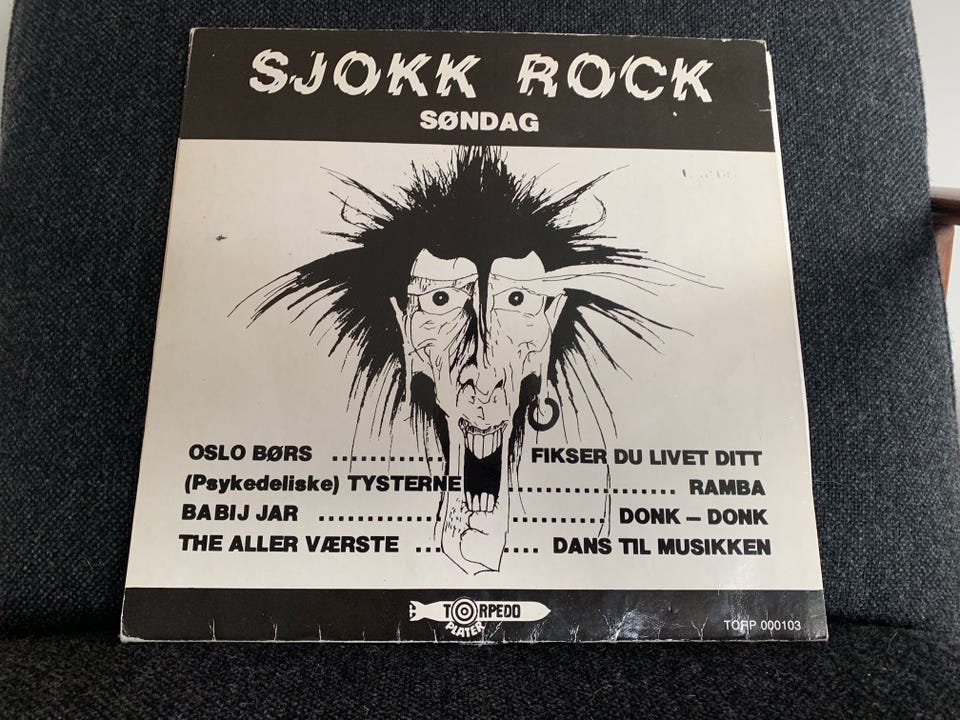 SJOKK ROCK
SØNDAG
OSLO BØRS .............. FIKSER DU LIVET DITT
(Psykedeliske) TYSTERNE .................. RAMBA
BABIJ JAR ....................... DONK – DONK
THE ALLER VÆRSTE ....... DANS TIL MUSIKKEN
TORPEDO
PLATER
TORP 000103